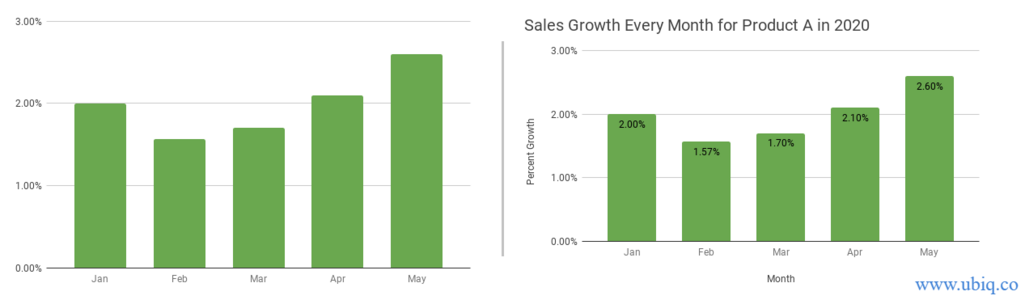 3.00%
2.00%
1.00%
0.00%
Jan Feb Mar Apr May
Sales Growth Every Month for Product A in 2020
Percent Growth
3.00%
2.00%
1.00%
0.00%
2.00% 1.57% 1.70% 2.10% 2.60%
Jan Feb Mar Apr May
Month
www.ubiq.co